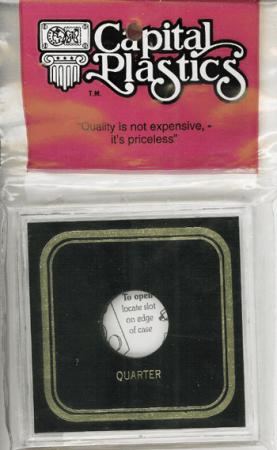 Capital
Plastics
T.M.
"Quality is not expensive, -
it's priceless"
To open
locate slot
on edge
of case
QUARTER